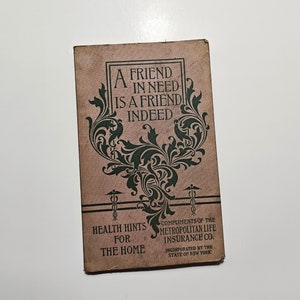 A FRIEND
IN NEED
IS A FRIEND
INDEED
HEALTH HINTS
FOR
THE HOME
COMPLIMENTS OF THE
METROPOLITAN LIFE
INSURANCE CO.
INCORPORATED BY THE
STATE OF NEW YORK